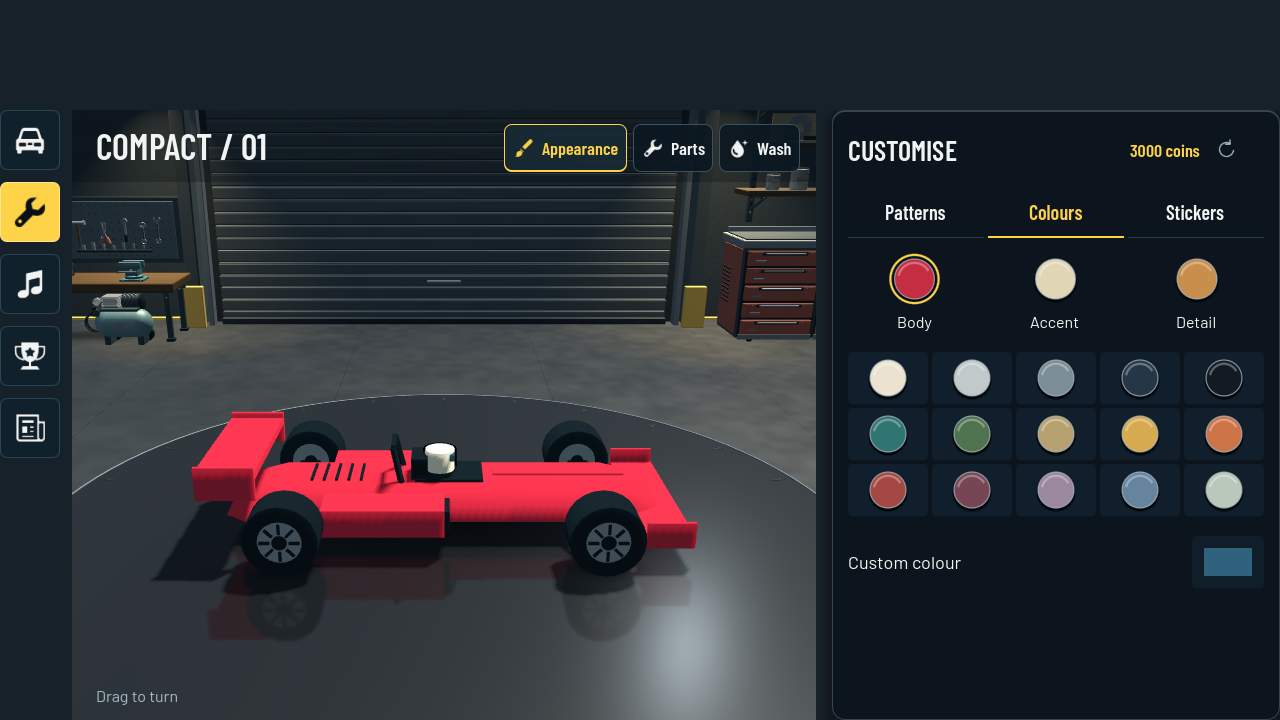 COMPACT / 01
Appearance
Parts
Wash
CUSTOMISE
3000 coins
Patterns
Colours
Stickers
Body
Accent
Detail
Custom colour
Drag to turn